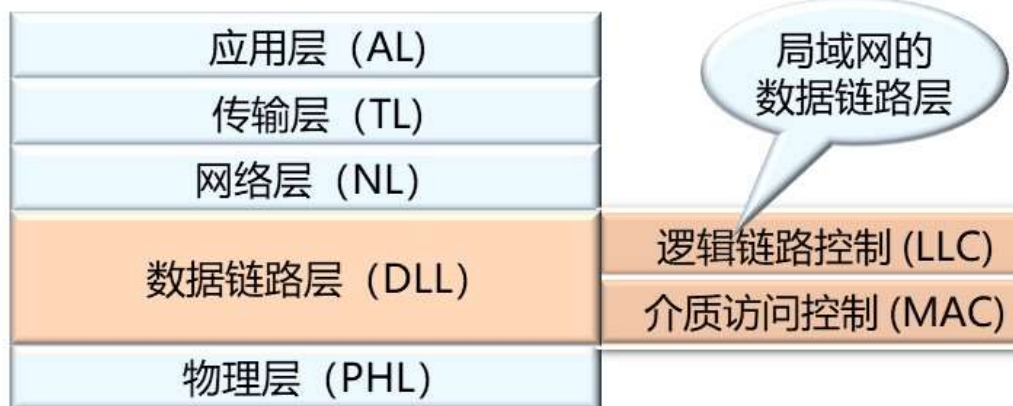 应用层（AL）
传输层（TL）
网络层（NL）
数据链路层（DLL）
物理层（PHL）
局域网的
数据链路层
逻辑链路控制 (LLC)
介质访问控制 (MAC)